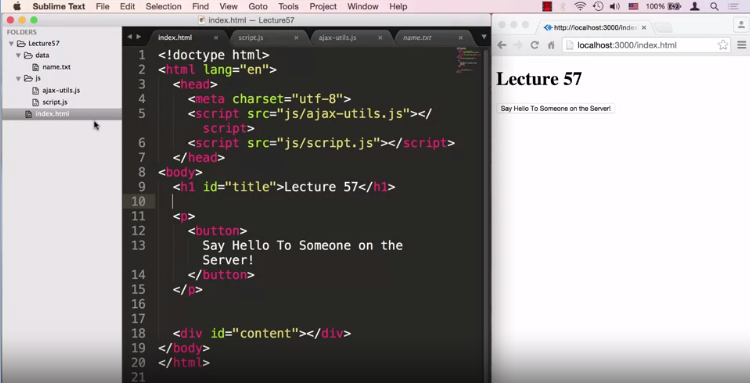 Sublime Text File Edit Selection Find View Goto Tools Project Window Help 100%
index.html — Lecture57
FOLDERS
Lecture57
data
name.txt
js
ajax-utils.js
script.js
index.html
index.html script.js ajax-utils.js name.txt
1 <!doctype html>
2 <html lang="en">
3 <head>
4 <meta charset="utf-8">
5 <script src="js/ajax-utils.js"></
script>
6 <script src="js/script.js"></script>
7 </head>
8 <body>
9 <h1 id="title">Lecture 57</h1>
10
11 <p>
12 <button>
13 Say Hello To Someone on the
Server!
14 </button>
15 </p>
16
17
18 <div id="content"></div>
19 </body>
20 </html>
21
http://localhost:3000/inde
localhost:3000/index.html
Lecture 57
Say Hello To Someone on the Server!